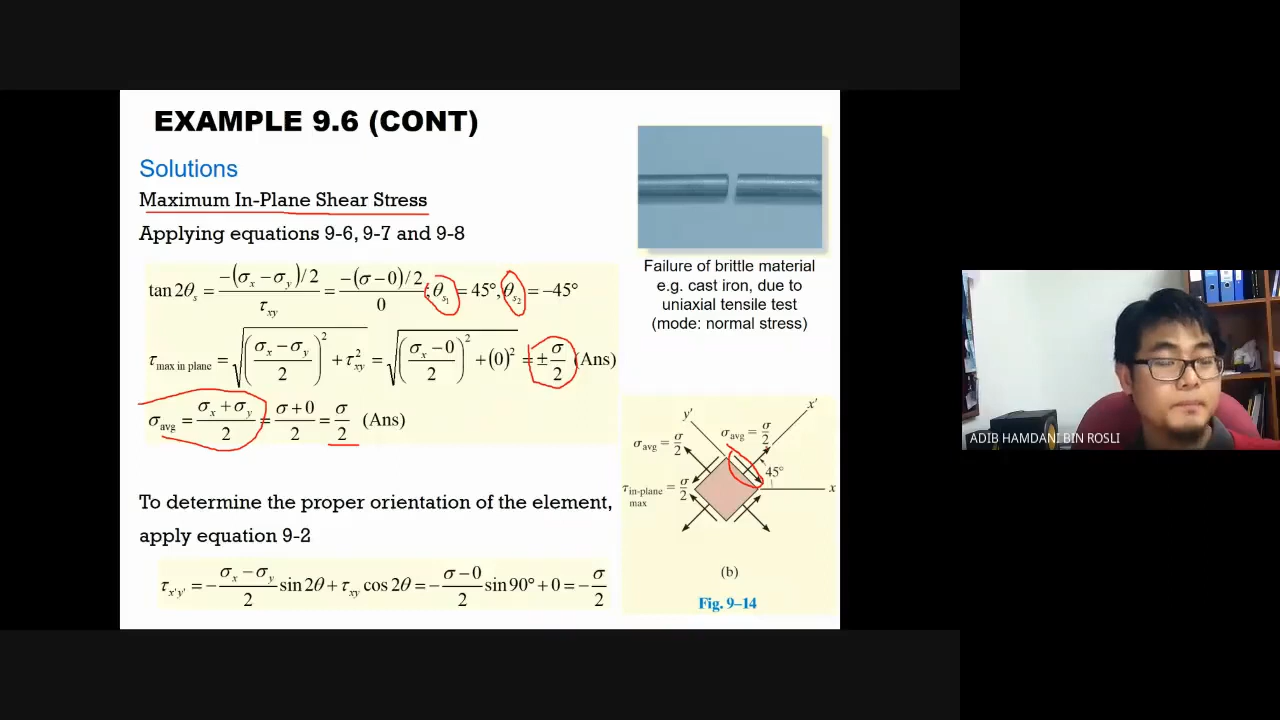 EXAMPLE 9.6 (CONT)
Solutions
Maximum In-Plane Shear Stress
Applying equations 9-6, 9-7 and 9-8
tan 2θs = −(σx − σy)/2 / τxy = −(σ − 0)/2 / 0 ; θs1 = 45°, θs2 = −45°
τmax in plane = √(((σx − σy)/2)² + τxy²) = √(((σx − 0)/2)² + (0)²) = ± σ/2 (Ans)
σavg = (σx + σy)/2 = (σ + 0)/2 = σ/2 (Ans)
To determine the proper orientation of the element,
apply equation 9-2
τx'y' = −(σx − σy)/2 sin 2θ + τxy cos 2θ = −(σ − 0)/2 sin 90° + 0 = −σ/2
Failure of brittle material
e.g. cast iron, due to
uniaxial tensile test
(mode: normal stress)
y'
x'
σavg = σ/2
σavg = σ/2
45°
τin-plane max = σ/2
x
(b)
Fig. 9–14
ADIB HAMDANI BIN ROSLI